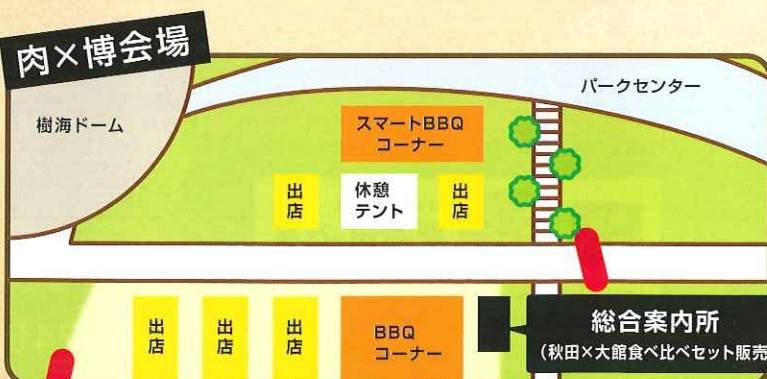 肉×博会場
樹海ドーム
パークセンター
スマートBBQ
コーナー
出店
休憩
テント
出店
出店
出店
出店
BBQ
コーナー
総合案内所
(秋田×大館食べ比べセット販売